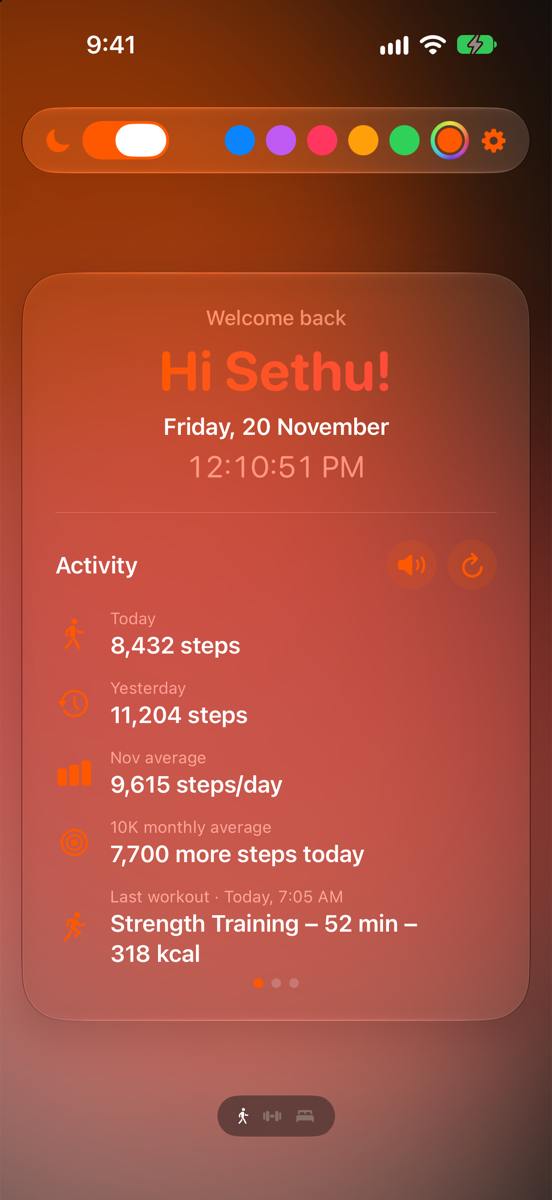 9:41
Welcome back
Hi Sethu!
Friday, 20 November
12:10:51 PM
Activity
Today
8,432 steps
Yesterday
11,204 steps
Nov average
9,615 steps/day
10K monthly average
7,700 more steps today
Last workout · Today, 7:05 AM
Strength Training – 52 min –
318 kcal